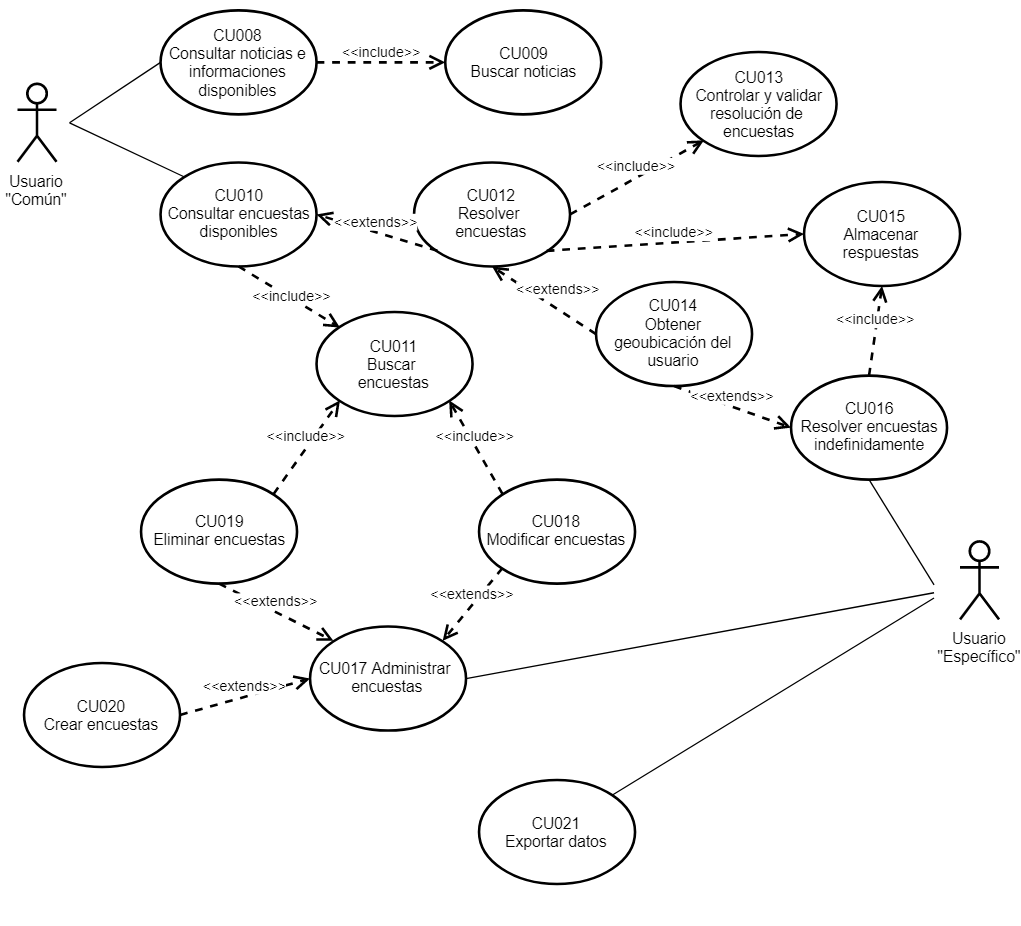 CU008
Consultar noticias e
informaciones
disponibles
<<include>>
CU009
Buscar noticias
CU013
Controlar y validar
resolución de
encuestas
Usuario
"Común"
<<include>>
CU010
Consultar encuestas
disponibles
<<extends>>
CU012
Resolver
encuestas
<<include>>
CU015
Almacenar
respuestas
<<include>>
<<extends>>
CU014
Obtener
geoubicación del
usuario
<<include>>
CU011
Buscar
encuestas
<<extends>>
CU016
Resolver encuestas
indefinidamente
<<include>>
<<include>>
CU019
Eliminar encuestas
CU018
Modificar encuestas
<<extends>>
<<extends>>
Usuario
"Específico"
CU017 Administrar
encuestas
<<extends>>
CU020
Crear encuestas
CU021
Exportar datos